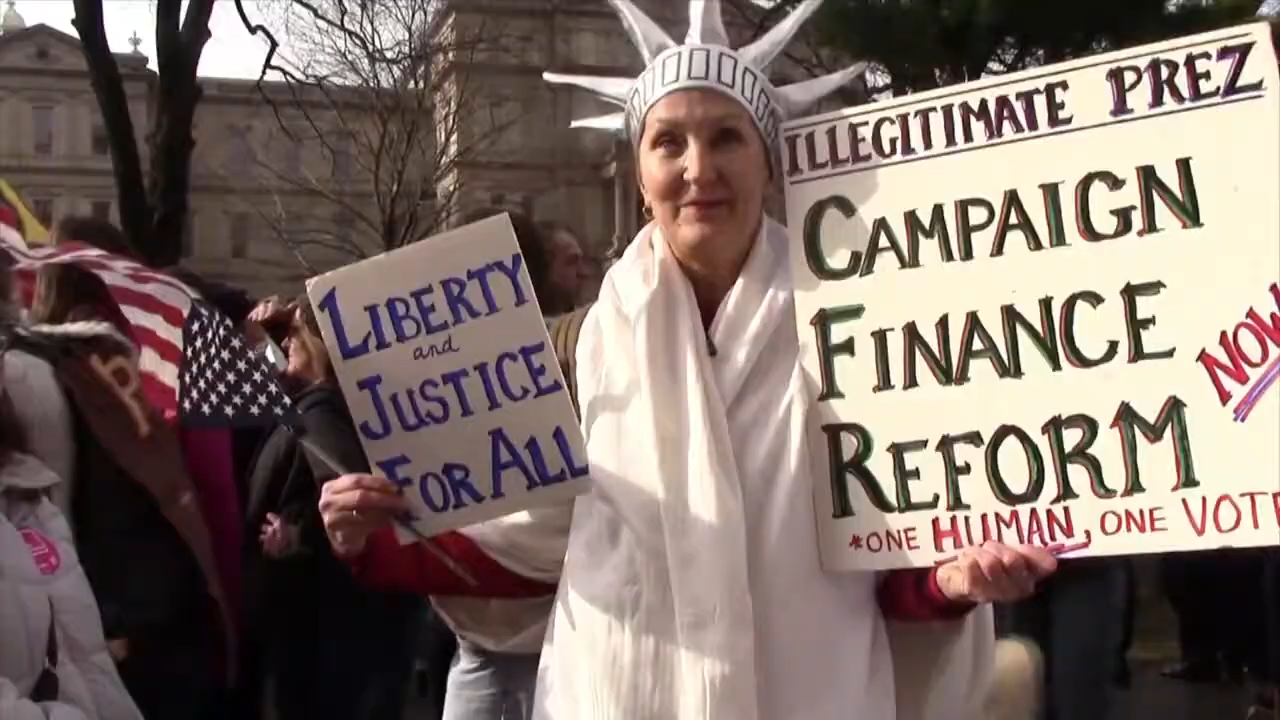 LIBERTY
and
JUSTICE
FOR ALL
ILLEGITIMATE PREZ
CAMPAIGN
FINANCE
REFORM
NOW
*ONE HUMAN, ONE VOTE